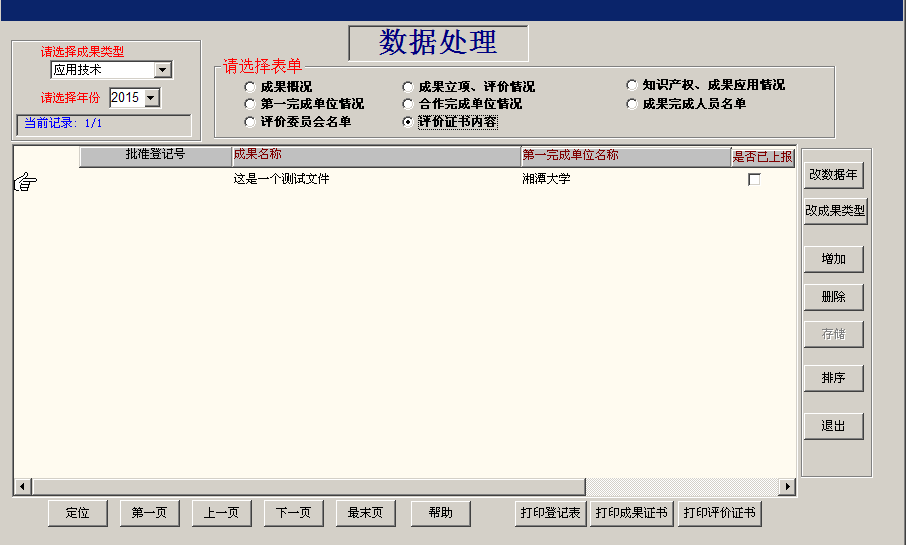 数据处理
请选择成果类型
应用技术
请选择年份 2015
当前记录: 1/1
请选择表单
成果概况 成果立项、评价情况 知识产权、成果应用情况
第一完成单位情况 合作完成单位情况 成果完成人员名单
评价委员会名单 评价证书内容
批准登记号 成果名称 第一完成单位名称 是否已上报
这是一个测试文件 湘潭大学
改数据年
改成果类型
增加
删除
存储
排序
退出
定位 第一页 上一页 下一页 最末页 帮助 打印登记表 打印成果证书 打印评价证书